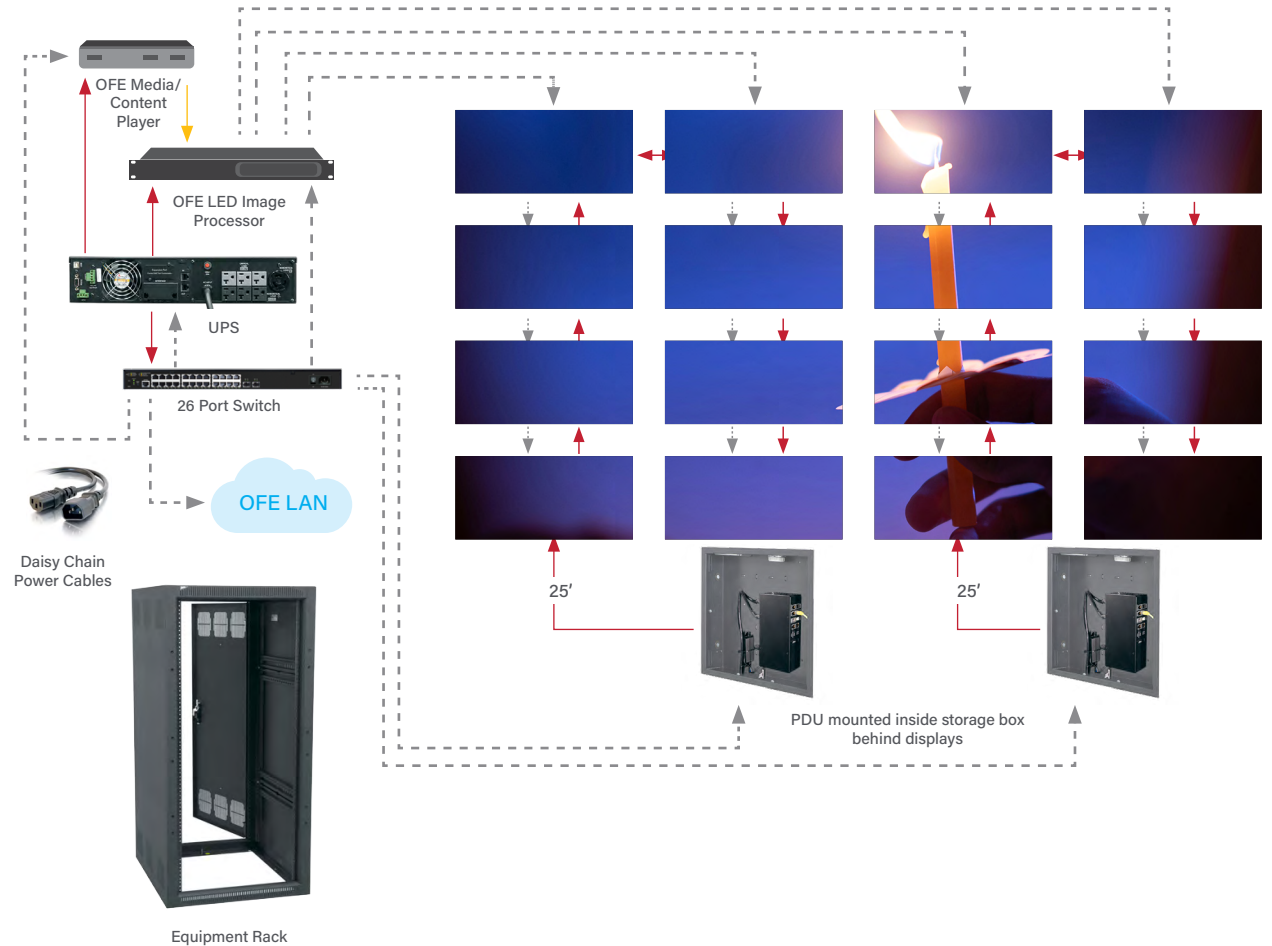 OFE Media/
Content
Player
OFE LED Image
Processor
UPS
26 Port Switch
OFE LAN
Daisy Chain
Power Cables
25′
25′
PDU mounted inside storage box
behind displays
Equipment Rack